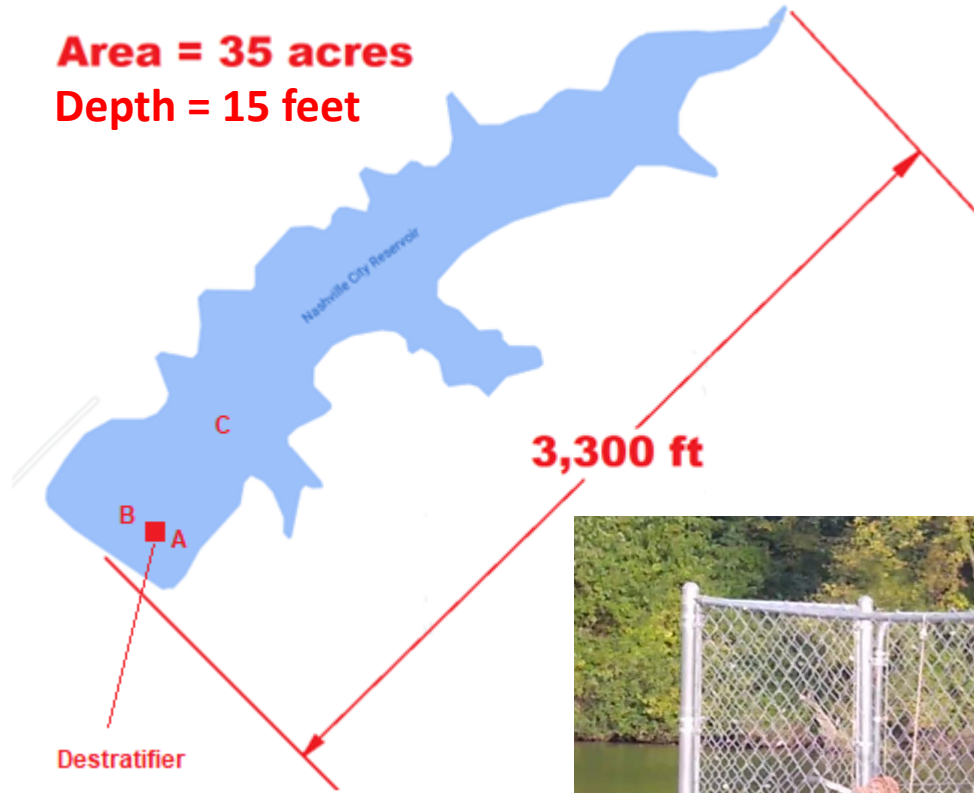 Area = 35 acres
Depth = 15 feet
Nashville City Reservoir
C
3,300 ft
B
A
Destratifier